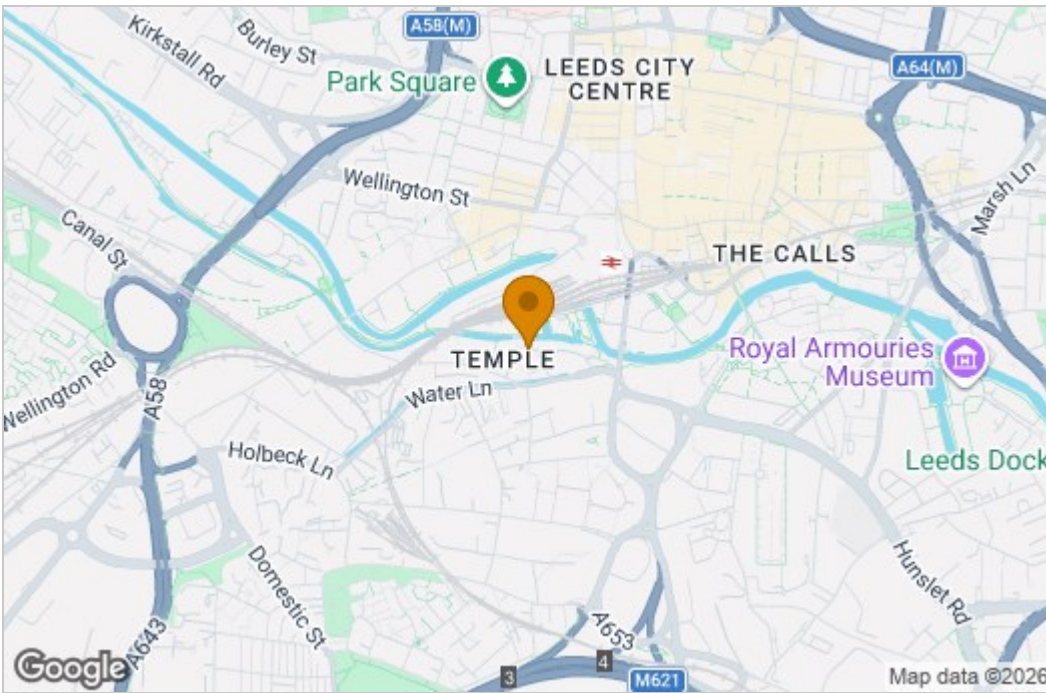 A58(M)
Kirkstall Rd
Burley St
Park Square
LEEDS CITY
CENTRE
A64(M)
Marsh Ln
Wellington St
Canal St
THE CALLS
TEMPLE
Royal Armouries
Museum
Wellington Rd
A58
Water Ln
Holbeck Ln
Leeds Dock
Domestic St
Hunslet Rd
A643
A653
3
4
M621
Google
Map data ©2026